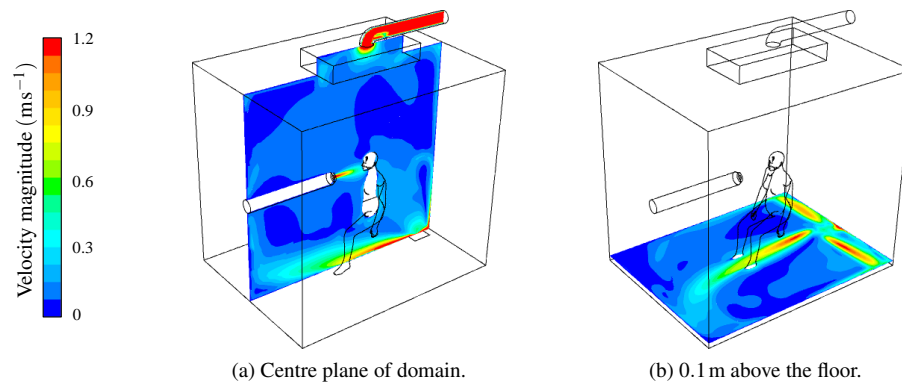 1.2
0.9
0.6
0.3
0
Velocity magnitude (ms⁻¹)
(a) Centre plane of domain.
(b) 0.1 m above the floor.